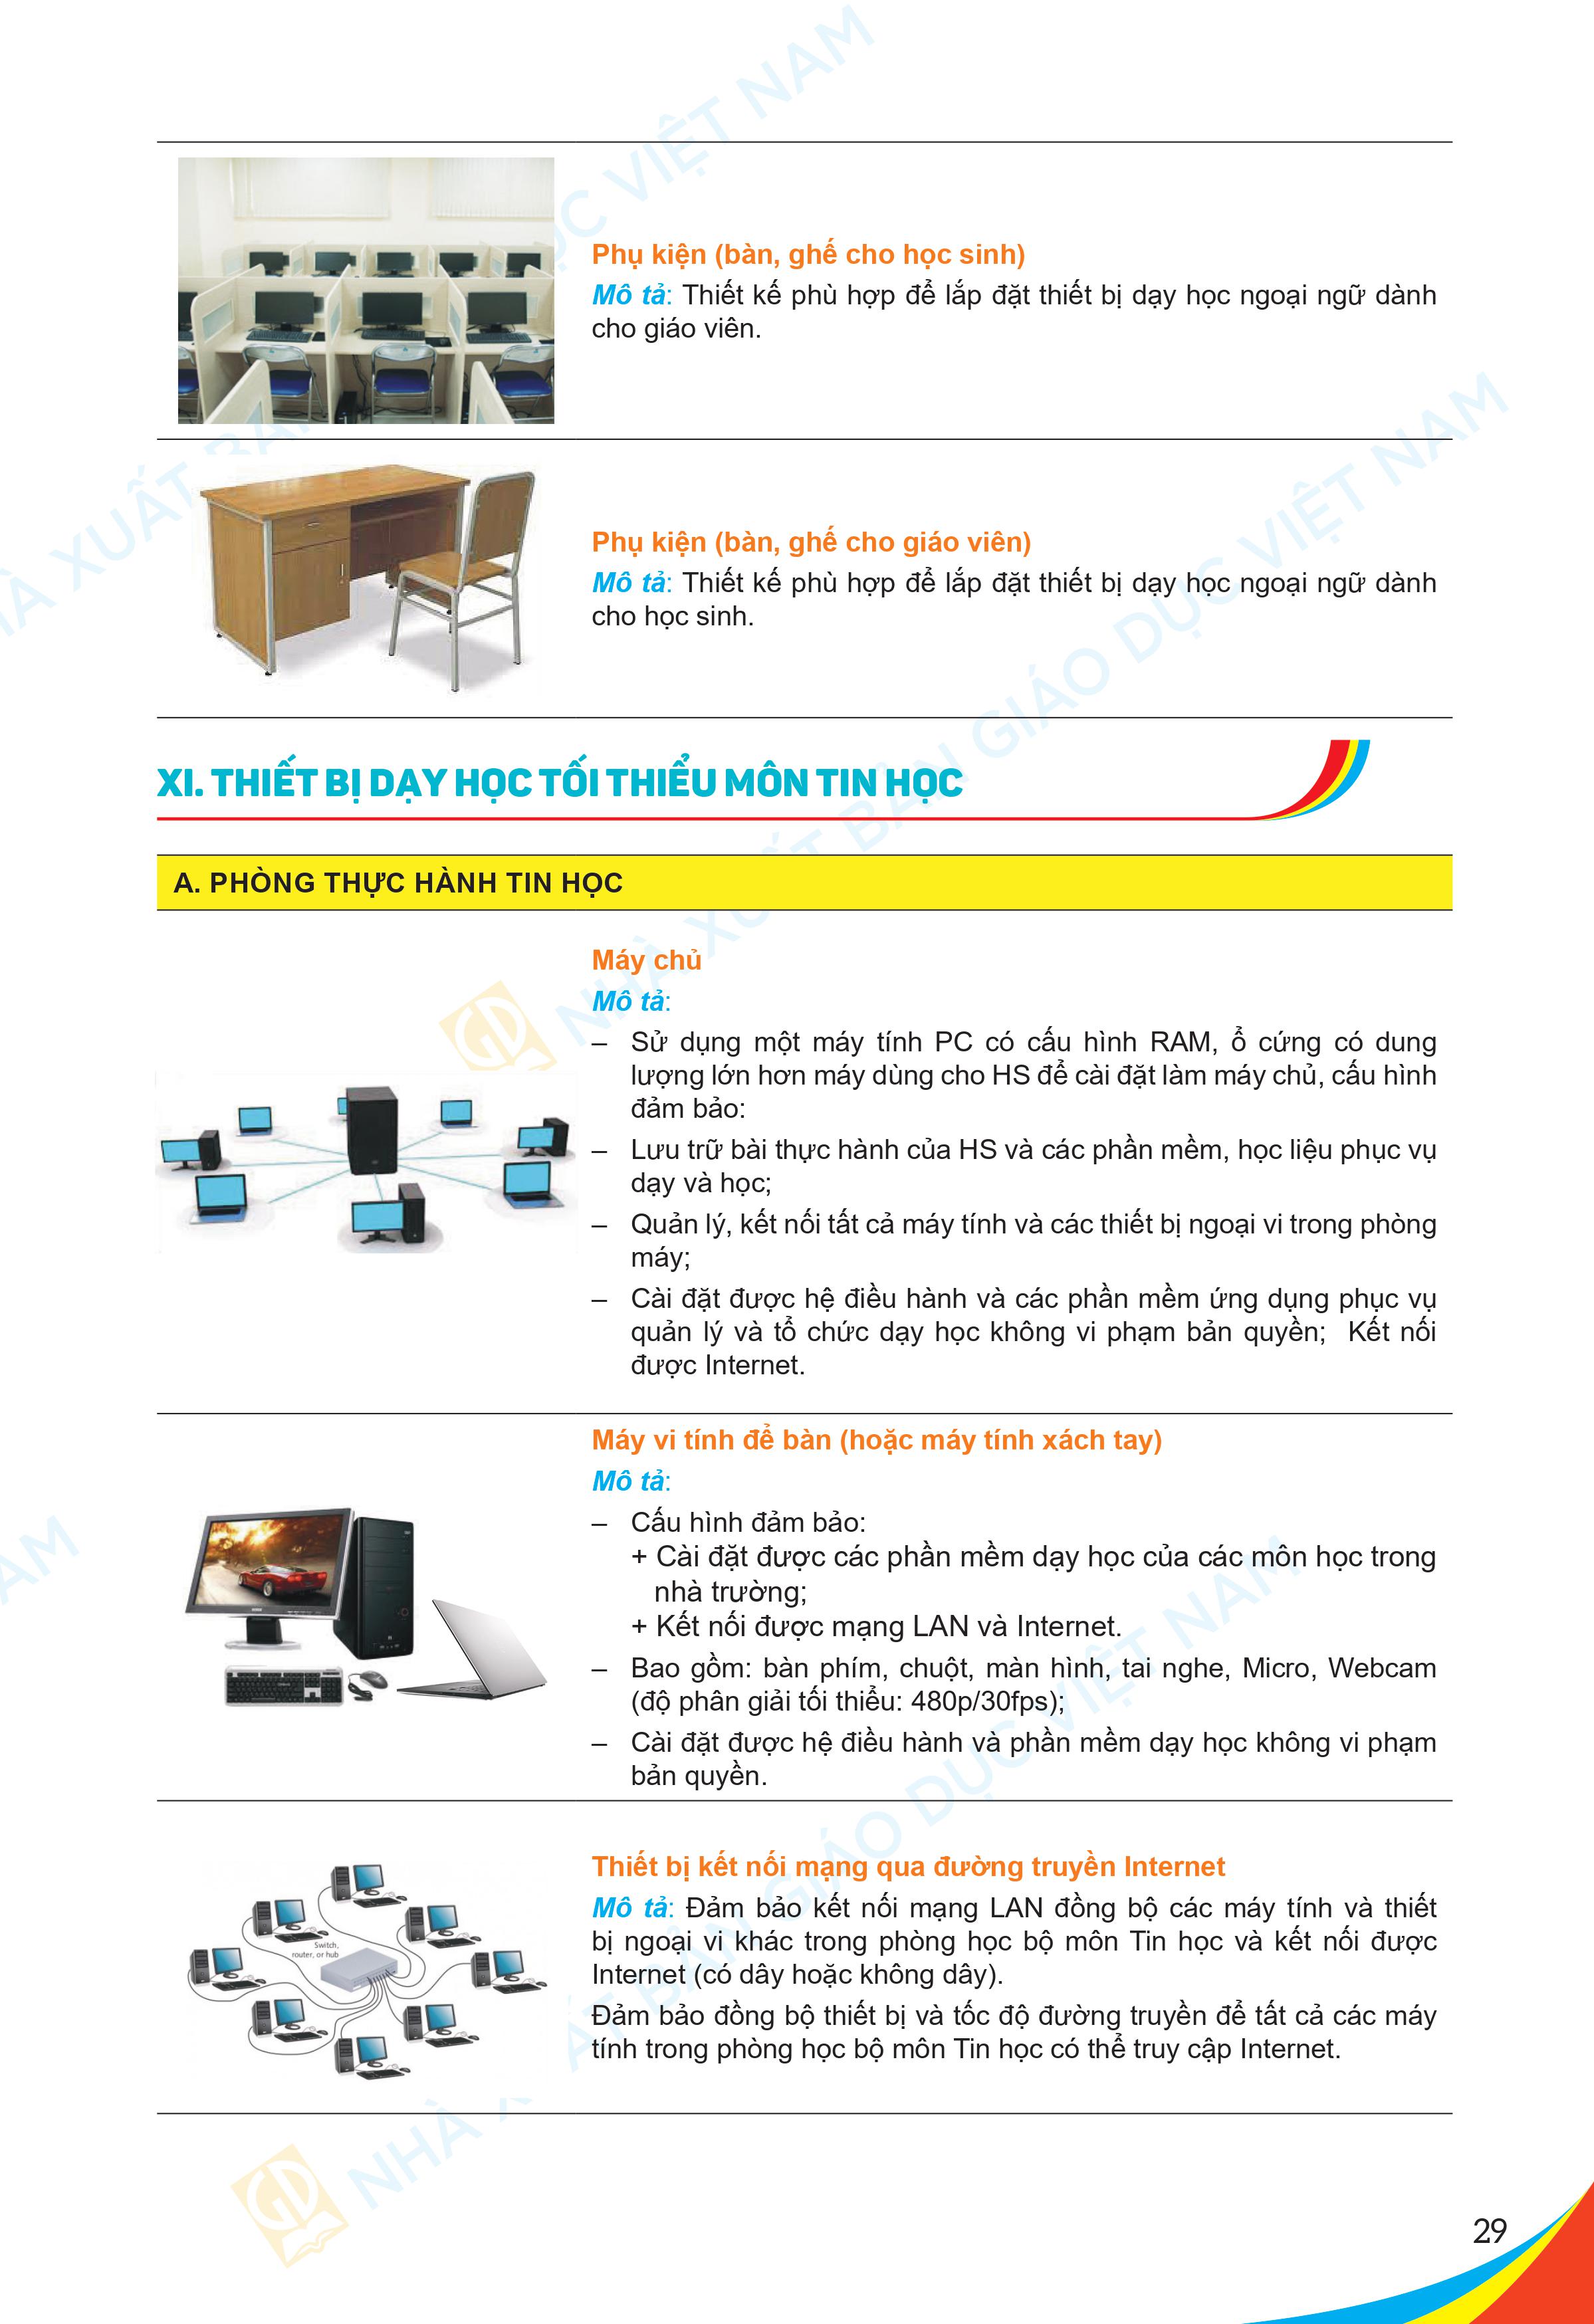 Phụ kiện (bàn, ghế cho học sinh)
Mô tả: Thiết kế phù hợp để lắp đặt thiết bị dạy học ngoại ngữ dành
cho giáo viên.
Phụ kiện (bàn, ghế cho giáo viên)
Mô tả: Thiết kế phù hợp để lắp đặt thiết bị dạy học ngoại ngữ dành
cho học sinh.
XI. THIẾT BỊ DẠY HỌC TỐI THIỂU MÔN TIN HỌC
A. PHÒNG THỰC HÀNH TIN HỌC
Máy chủ
Mô tả:
– Sử dụng một máy tính PC có cấu hình RAM, ổ cứng có dung
lượng lớn hơn máy dùng cho HS để cài đặt làm máy chủ, cấu hình
đảm bảo:
– Lưu trữ bài thực hành của HS và các phần mềm, học liệu phục vụ
dạy và học;
– Quản lý, kết nối tất cả máy tính và các thiết bị ngoại vi trong phòng
máy;
– Cài đặt được hệ điều hành và các phần mềm ứng dụng phục vụ
quản lý và tổ chức dạy học không vi phạm bản quyền; Kết nối
được Internet.
Máy vi tính để bàn (hoặc máy tính xách tay)
Mô tả:
– Cấu hình đảm bảo:
+ Cài đặt được các phần mềm dạy học của các môn học trong
nhà trường;
+ Kết nối được mạng LAN và Internet.
– Bao gồm: bàn phím, chuột, màn hình, tai nghe, Micro, Webcam
(độ phân giải tối thiểu: 480p/30fps);
– Cài đặt được hệ điều hành và phần mềm dạy học không vi phạm
bản quyền.
Switch,
router, or hub
Thiết bị kết nối mạng qua đường truyền Internet
Mô tả: Đảm bảo kết nối mạng LAN đồng bộ các máy tính và thiết
bị ngoại vi khác trong phòng học bộ môn Tin học và kết nối được
Internet (có dây hoặc không dây).
Đảm bảo đồng bộ thiết bị và tốc độ đường truyền để tất cả các máy
tính trong phòng học bộ môn Tin học có thể truy cập Internet.
29
NHÀ XUẤT BẢN GIÁO DỤC VIỆT NAM
NHÀ XUẤT BẢN GIÁO DỤC VIỆT NAM